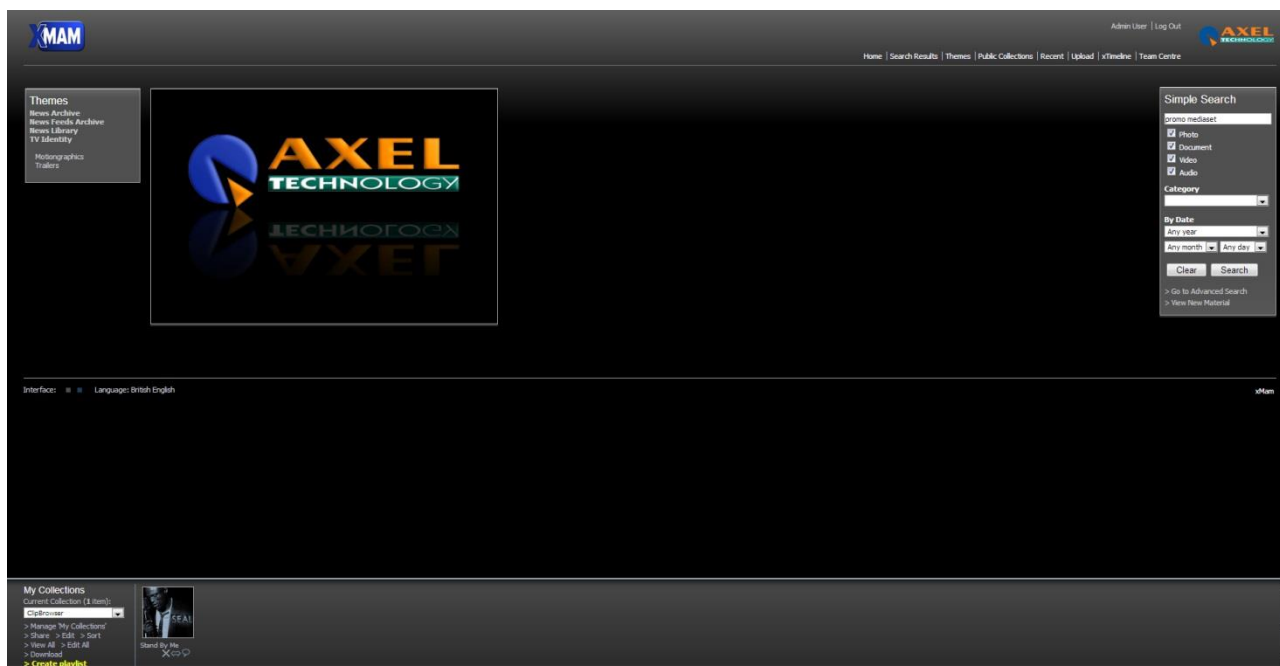 XMAM
Admin User | Log Out
AXEL
TECHNOLOGY
Home | Search Results | Themes | Public Collections | Recent | Upload | xTimeline | Team Centre
Themes
News Archive
News Feeds Archive
News Library
TV Identity
Motiongraphics
Trailers
AXEL
TECHNOLOGY
Simple Search
promo mediaset
Photo
Document
Video
Audio
Category
By Date
Any year
Any month Any day
Clear Search
> Go to Advanced Search
> View New Material
Interface: Language: British English
xMam
My Collections
Current Collection (1 item):
ClipBrowser
> Manage 'My Collections'
> Share > Edit > Sort
> View All > Edit All
> Download
> Create playlist
SEAL
Stand By Me